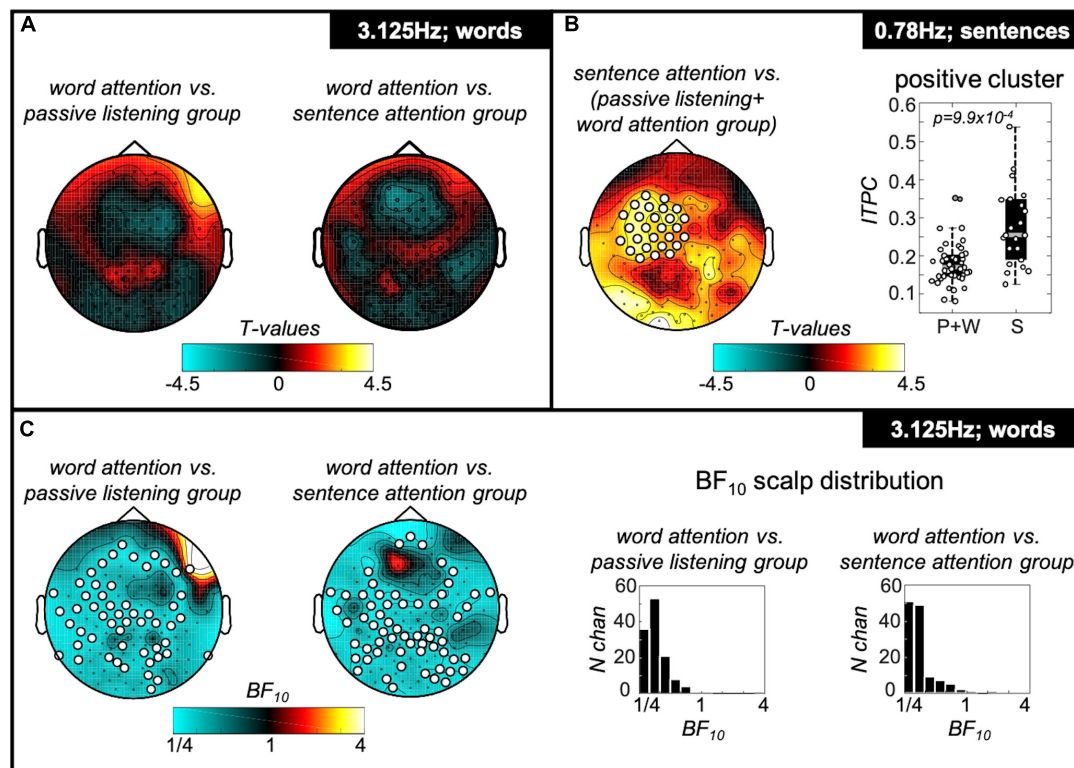 A
3.125Hz; words
word attention vs.
passive listening group
word attention vs.
sentence attention group
T-values
-4.5
0
4.5
B
0.78Hz; sentences
sentence attention vs.
(passive listening+
word attention group)
T-values
-4.5
0
4.5
positive cluster
p=9.9x10-4
ITPC
0.6
0.5
0.4
0.3
0.2
0.1
P+W
S
C
3.125Hz; words
word attention vs.
passive listening group
word attention vs.
sentence attention group
BF10
1/4
1
4
BF10 scalp distribution
word attention vs.
passive listening group
N chan
60
40
20
0
1/4
1
4
BF10
word attention vs.
sentence attention group
N chan
60
40
20
0
1/4
1
4
BF10